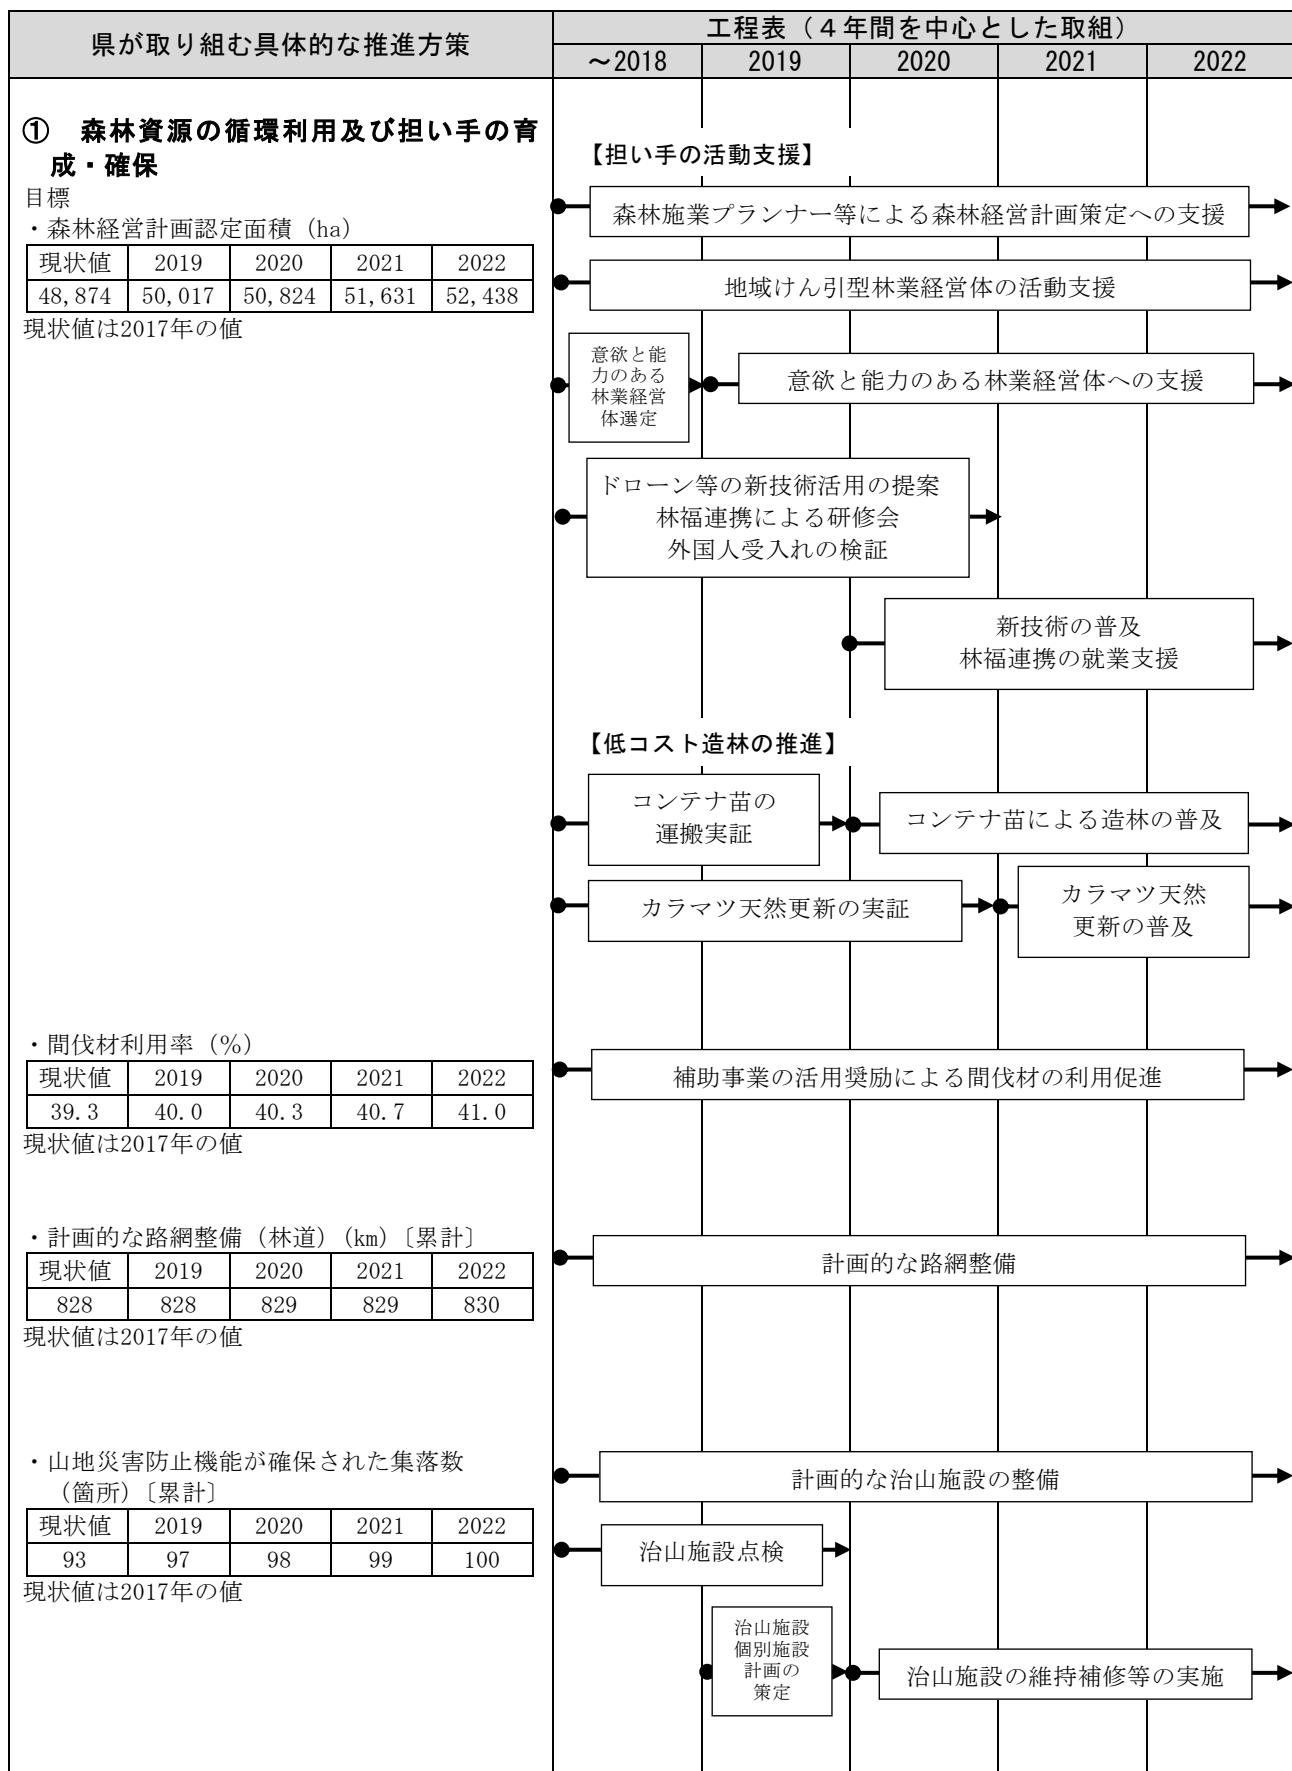 県が取り組む具体的な推進方策
工程表（４年間を中心とした取組）
～2018 2019 2020 2021 2022
① 森林資源の循環利用及び担い手の育
成・確保
目標
・森林経営計画認定面積（ha）
現状値 2019 2020 2021 2022
48,874 50,017 50,824 51,631 52,438
現状値は2017年の値
【担い手の活動支援】
森林施業プランナー等による森林経営計画策定への支援
地域けん引型林業経営体の活動支援
意欲と能
力のある
林業経営
体選定
意欲と能力のある林業経営体への支援
ドローン等の新技術活用の提案
林福連携による研修会
外国人受入れの検証
新技術の普及
林福連携の就業支援
【低コスト造林の推進】
コンテナ苗の
運搬実証
コンテナ苗による造林の普及
カラマツ天然更新の実証
カラマツ天然
更新の普及
・間伐材利用率（％）
現状値 2019 2020 2021 2022
39.3 40.0 40.3 40.7 41.0
現状値は2017年の値
補助事業の活用奨励による間伐材の利用促進
・計画的な路網整備（林道）（km）〔累計〕
現状値 2019 2020 2021 2022
828 828 829 829 830
現状値は2017年の値
計画的な路網整備
・山地災害防止機能が確保された集落数
（箇所）〔累計〕
現状値 2019 2020 2021 2022
93 97 98 99 100
現状値は2017年の値
計画的な治山施設の整備
治山施設点検
治山施設
個別施設
計画の
策定
治山施設の維持補修等の実施